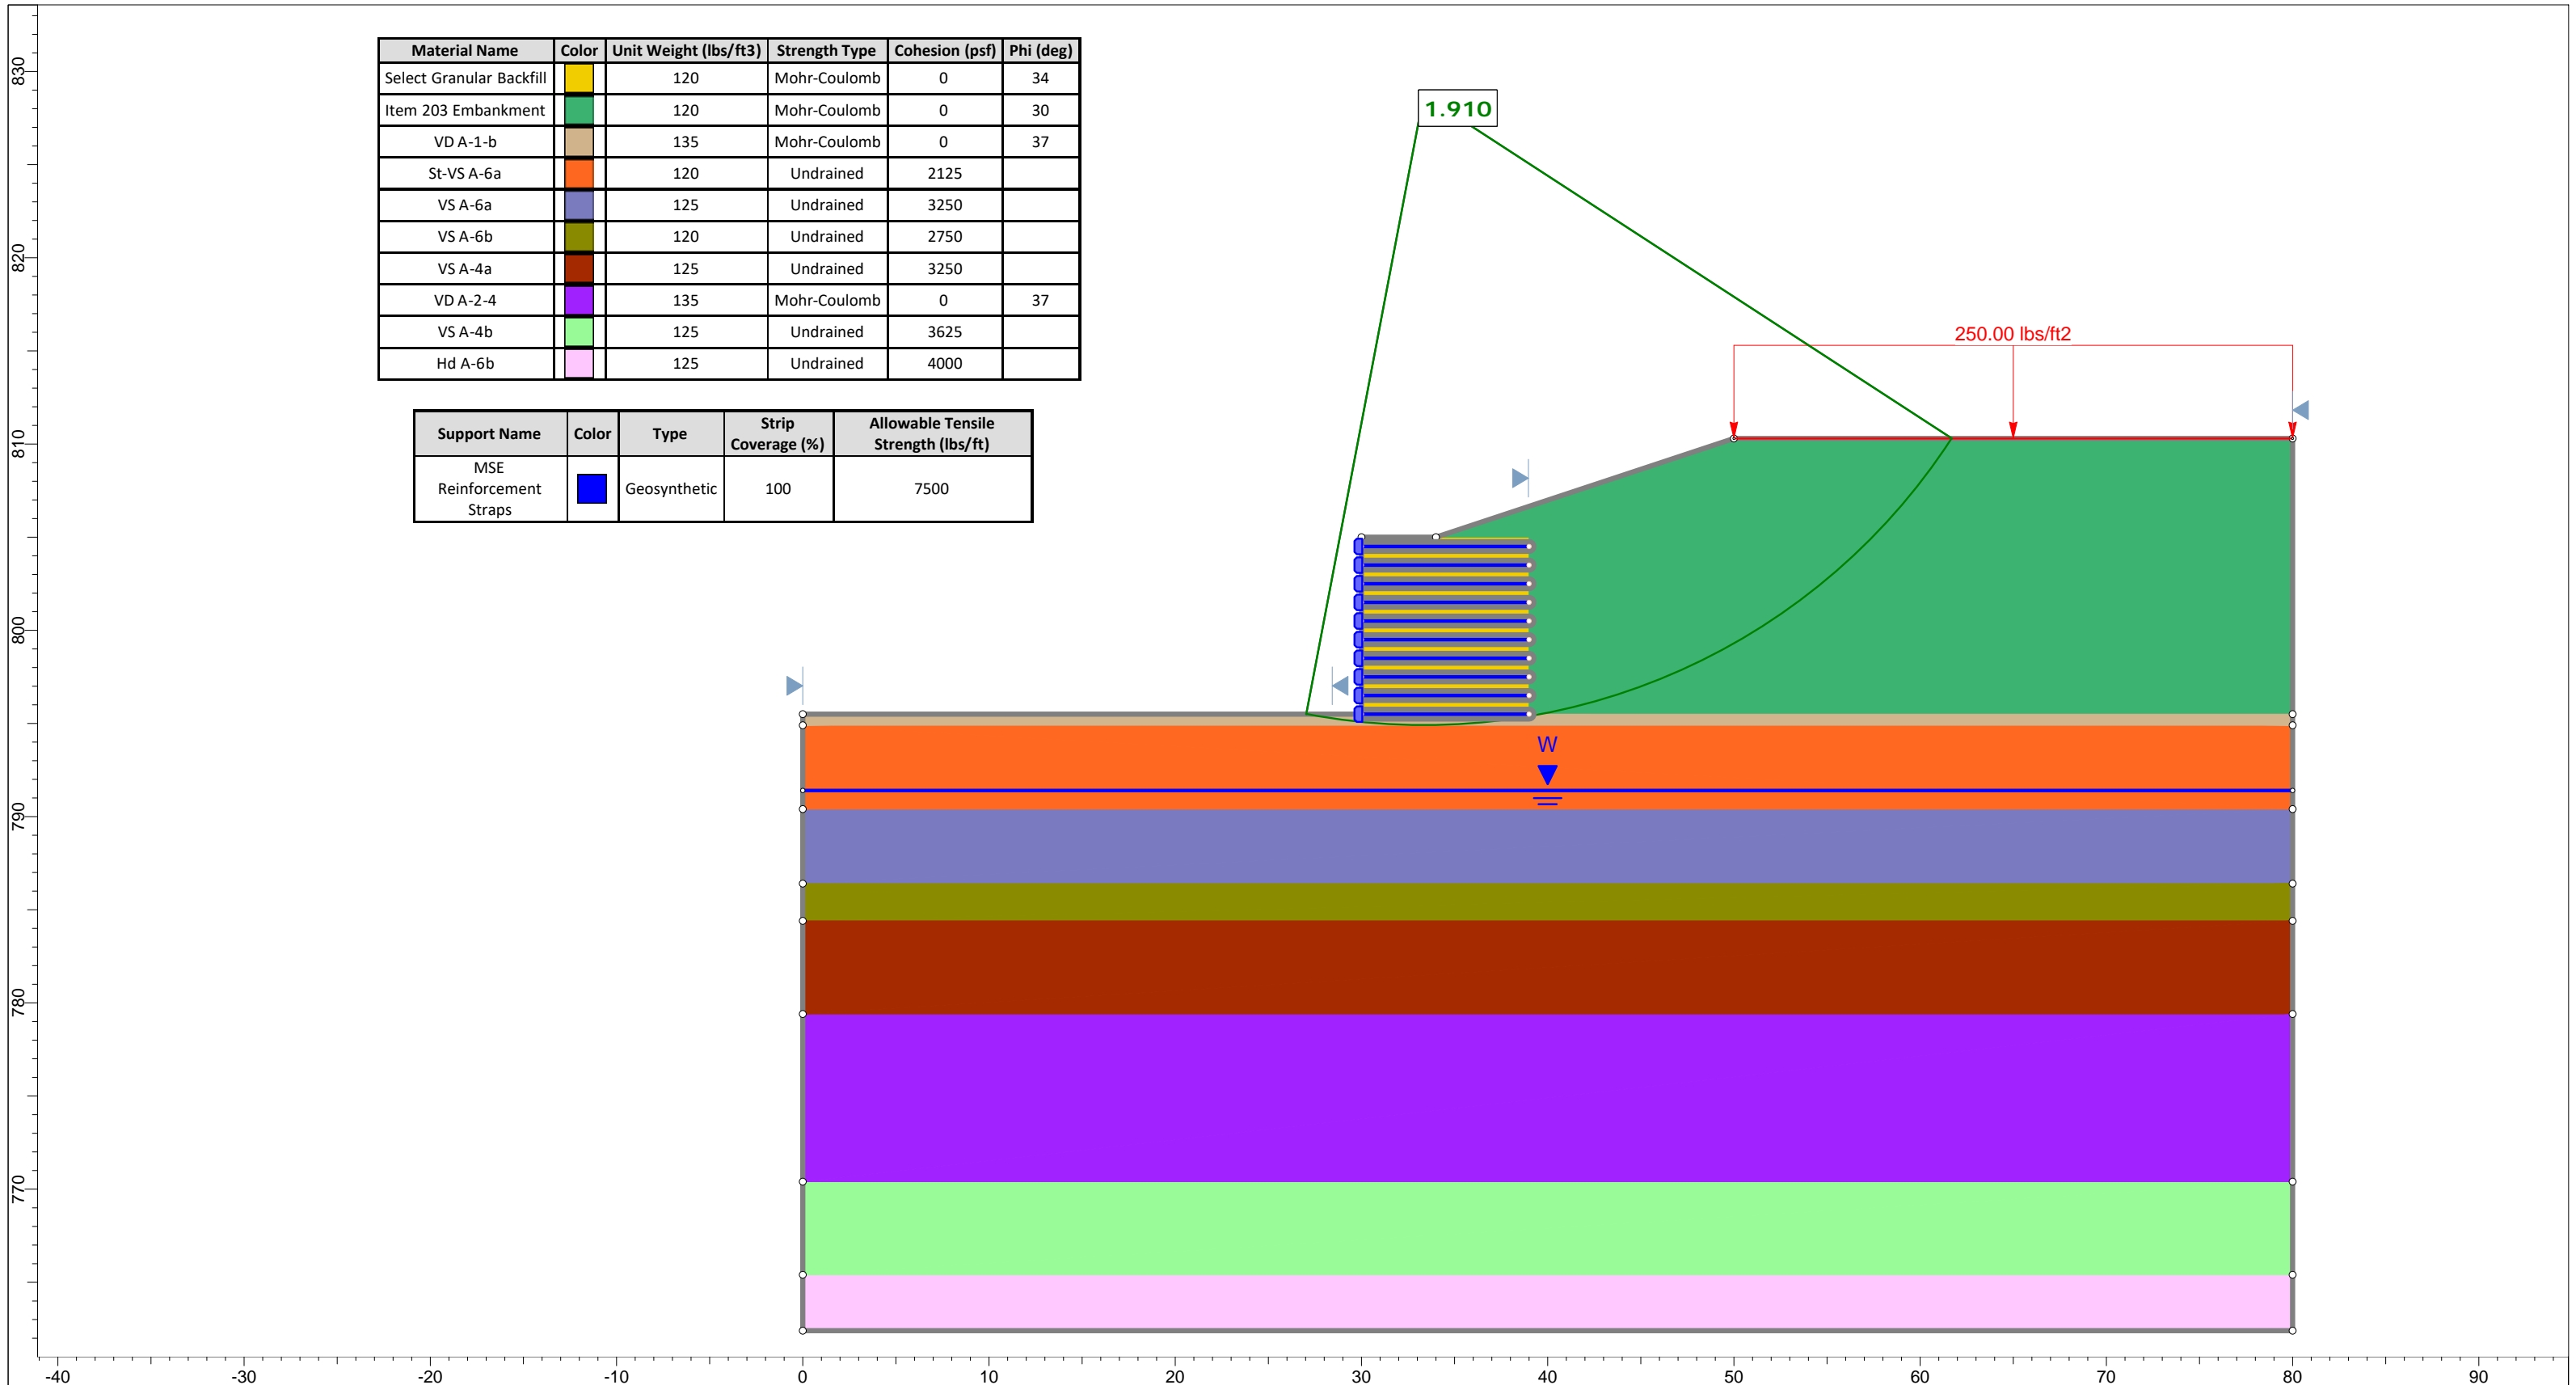 Material Name Color Unit Weight (lbs/ft3) Strength Type Cohesion (psf) Phi (deg)
Select Granular Backfill 120 Mohr-Coulomb 0 34
Item 203 Embankment 120 Mohr-Coulomb 0 30
VD A-1-b 135 Mohr-Coulomb 0 37
St-VS A-6a 120 Undrained 2125
VS A-6a 125 Undrained 3250
VS A-6b 120 Undrained 2750
VS A-4a 125 Undrained 3250
VD A-2-4 135 Mohr-Coulomb 0 37
VS A-4b 125 Undrained 3625
Hd A-6b 125 Undrained 4000
Support Name Color Type Strip Coverage (%) Allowable Tensile Strength (lbs/ft)
MSE Reinforcement Straps Geosynthetic 100 7500
1.910
250.00 lbs/ft2
W
830
820
810
800
790
780
770
-40 -30 -20 -10 0 10 20 30 40 50 60 70 80 90